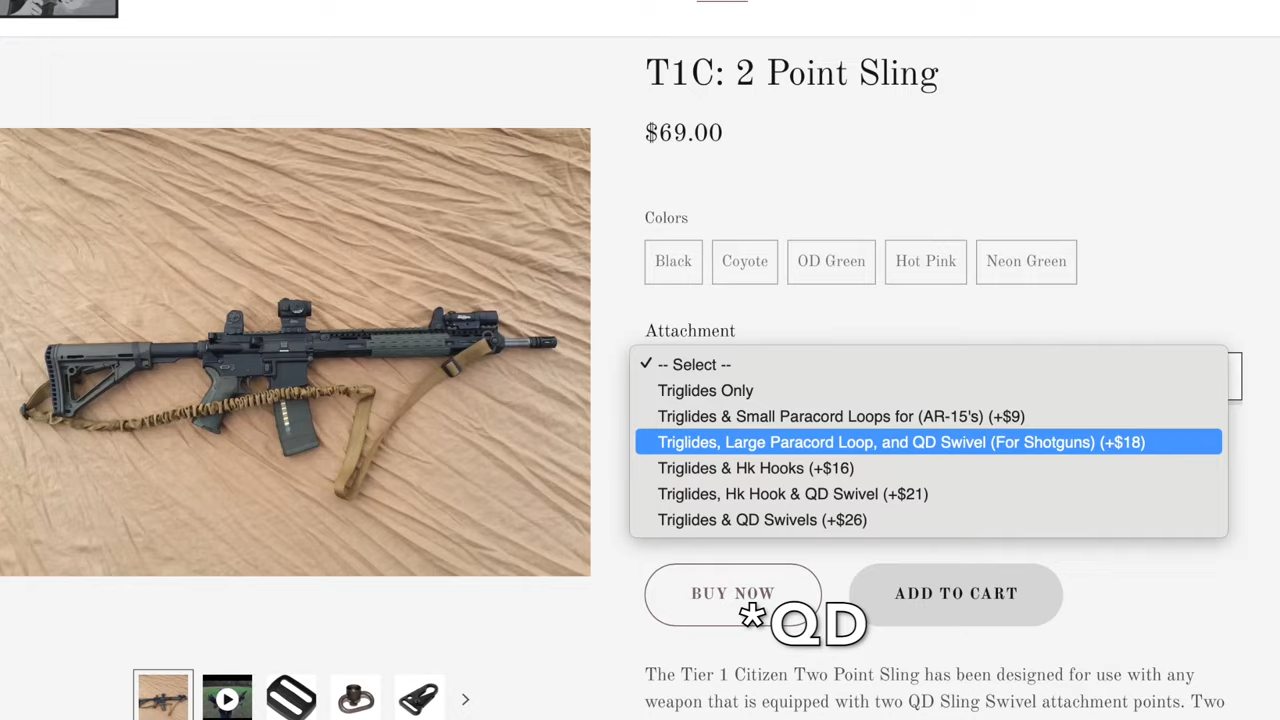 T1C: 2 Point Sling
$69.00
Colors
Black
Coyote
OD Green
Hot Pink
Neon Green
Attachment
-- Select --
Triglides Only
Triglides & Small Paracord Loops for (AR-15's) (+$9)
Triglides, Large Paracord Loop, and QD Swivel (For Shotguns) (+$18)
Triglides & Hk Hooks (+$16)
Triglides, Hk Hook & QD Swivel (+$21)
Triglides & QD Swivels (+$26)
BUY NOW
ADD TO CART
*QD
The Tier 1 Citizen Two Point Sling has been designed for use with any
weapon that is equipped with two QD Sling Swivel attachment points. Two